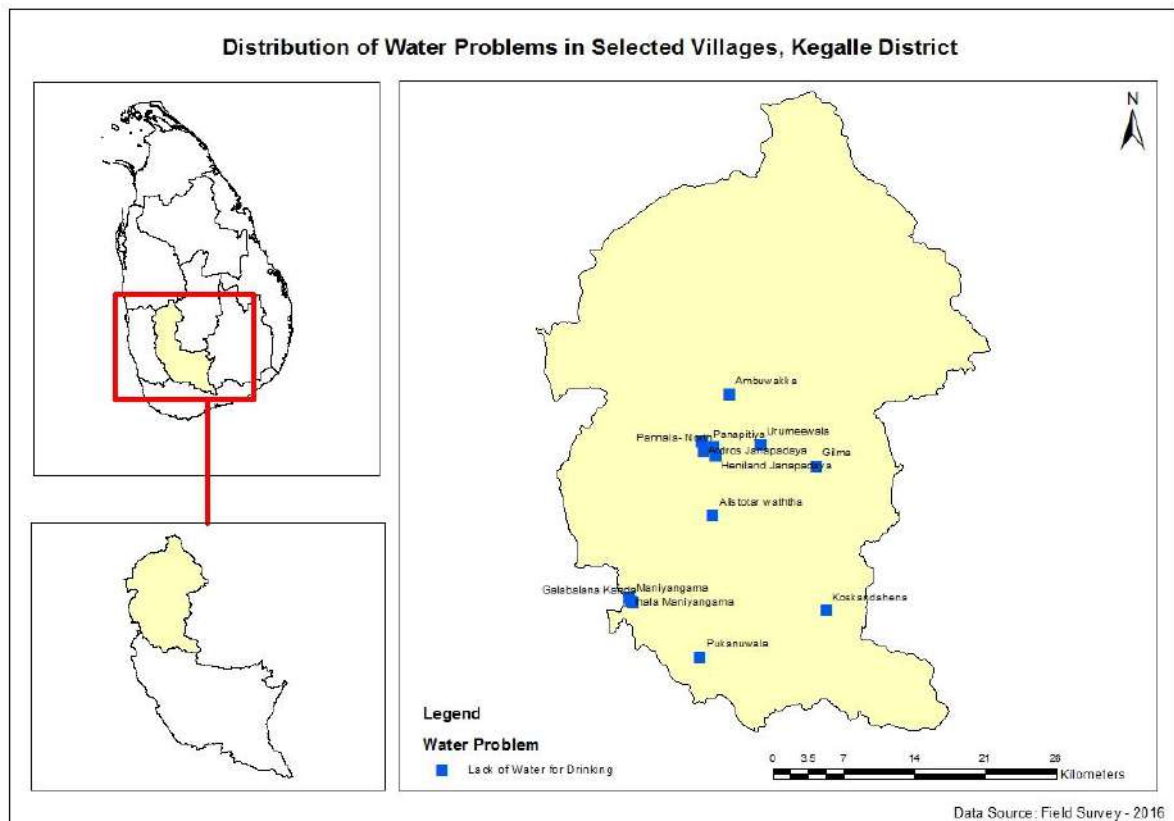 Distribution of Water Problems in Selected Villages, Kegalle District
N
Ambuwakka
Urumeewala
Panapitiya
Pannala- North
Andros Janapadaya
Gilma
Heniland Janapadaya
Alistotar waththa
Galabalana Kanda
Maniyangama
Ihala Maniyangama
Koskandahena
Pukanuwala
Legend
Water Problem
Lack of Water for Drinking
0 3.5 7 14 21 28
Kilometers
Data Source: Field Survey - 2016